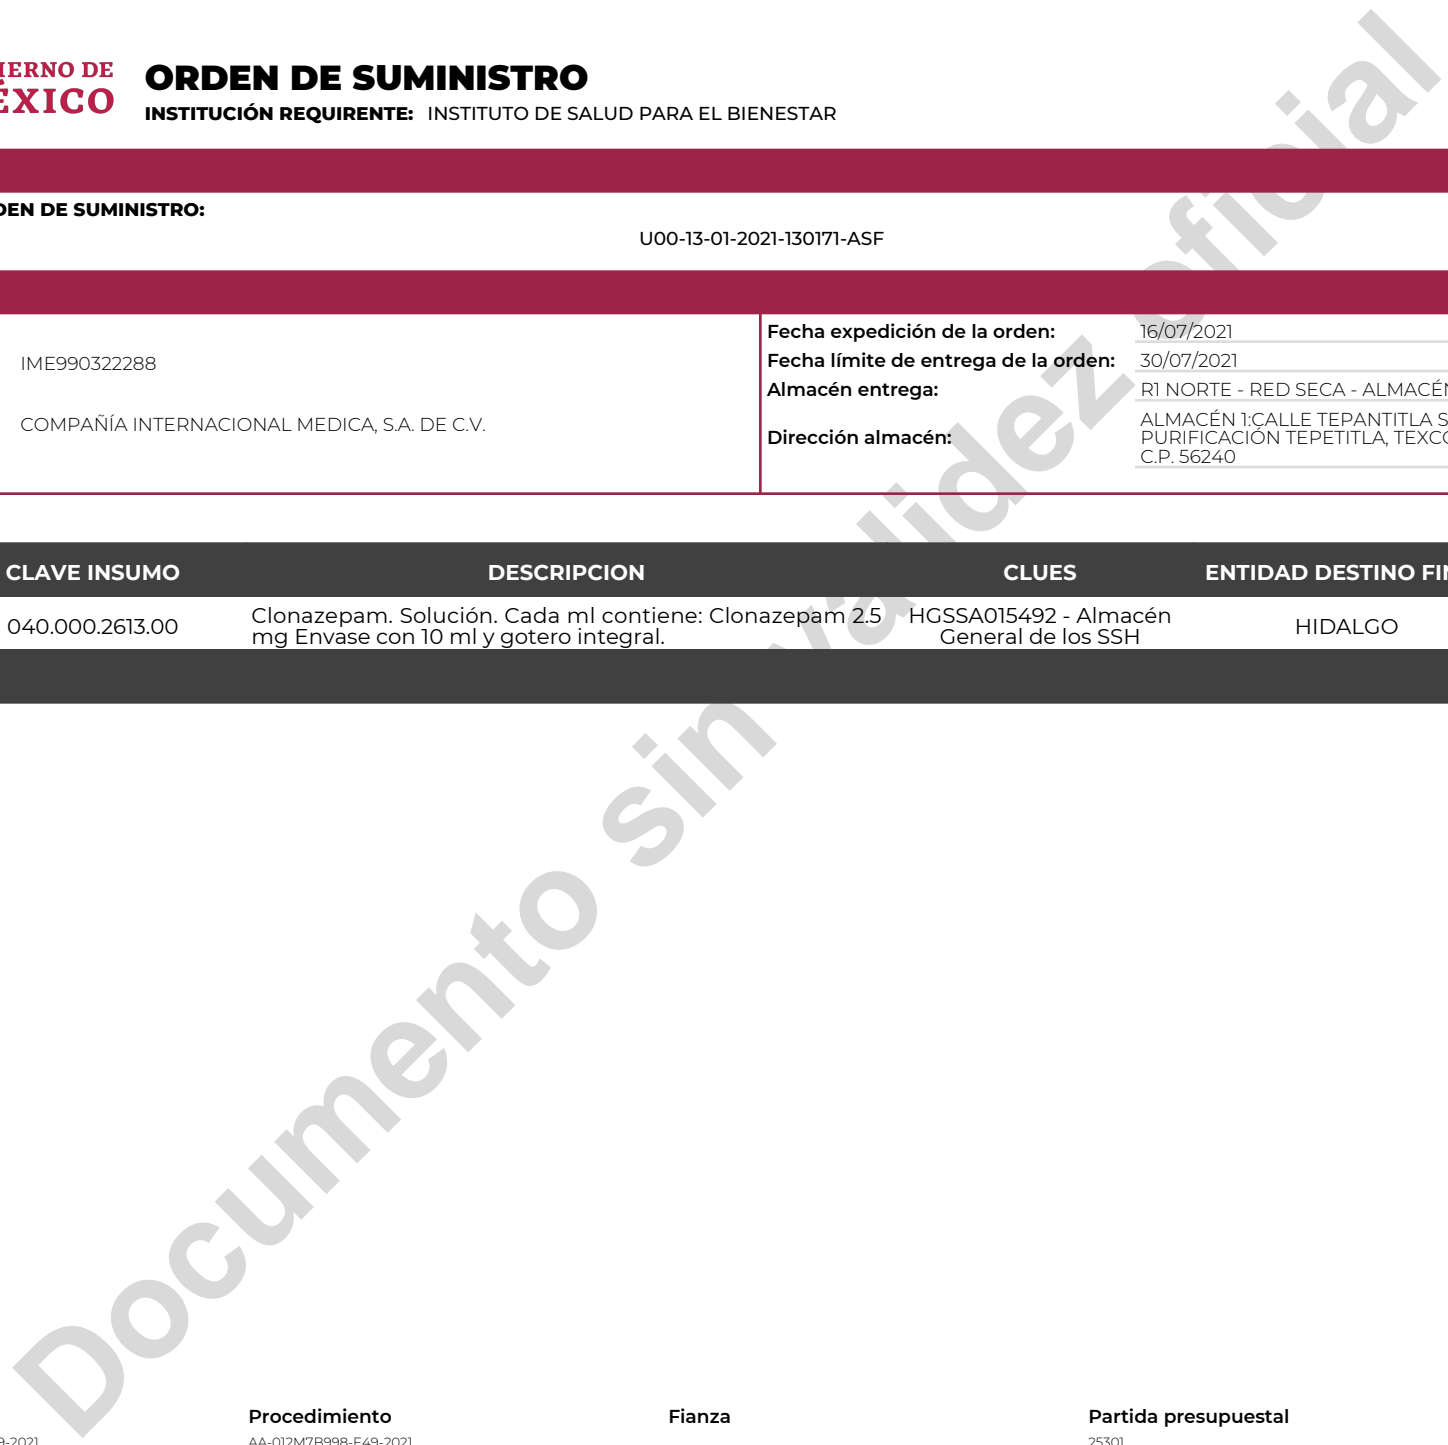 ORDEN DE SUMINISTRO
INSTITUCIÓN REQUIRENTE: INSTITUTO DE SALUD PARA EL BIENESTAR
DE
XICO
DE SUMINISTRO:
U00-13-01-2021-130171-ASF
IME990322288
COMPAÑÍA INTERNACIONAL MEDICA, S.A. DE C.V.
Fecha expedición de la orden: 16/07/2021
Fecha límite de entrega de la orden: 30/07/2021
Almacén entrega: R1 NORTE - RED SECA - ALMACÉN
Dirección almacén: ALMACÉN 1:CALLE TEPANTITLA S
PURIFICACIÓN TEPETITLA, TEXCO
C.P. 56240
CLAVE INSUMO DESCRIPCION CLUES ENTIDAD DESTINO FIN
040.000.2613.00
Clonazepam. Solución. Cada ml contiene: Clonazepam 2.5
mg Envase con 10 ml y gotero integral.
HGSSA015492 - Almacén
General de los SSH
HIDALGO
Documento sin validez oficial
Procedimiento Fianza Partida presupuestal
9-2021 AA-012M7B998-E49-2021 25301